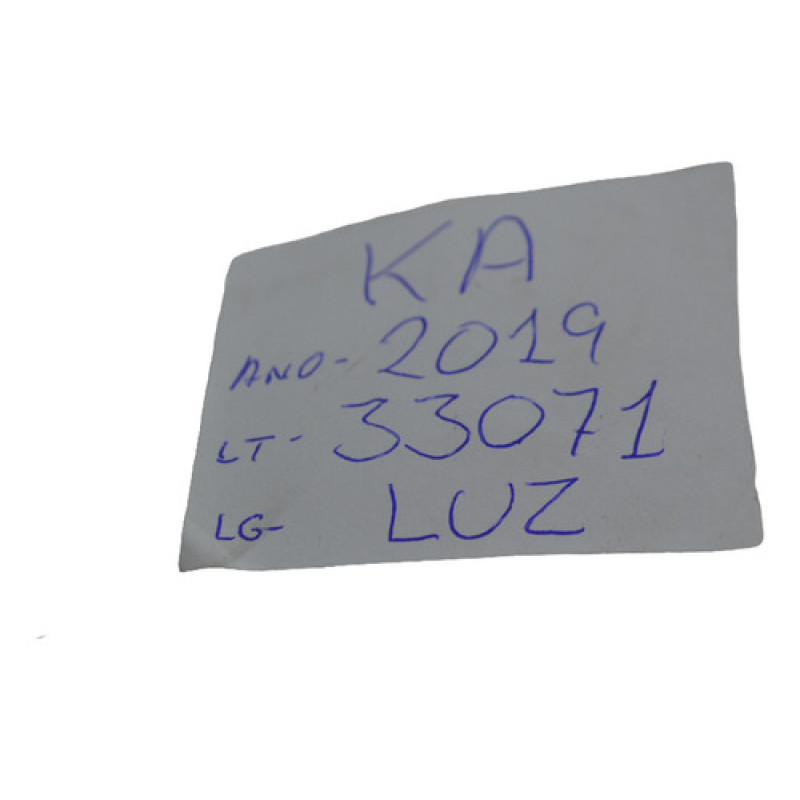 KA
ANO- 2019
LT- 33071
LG- LUZ